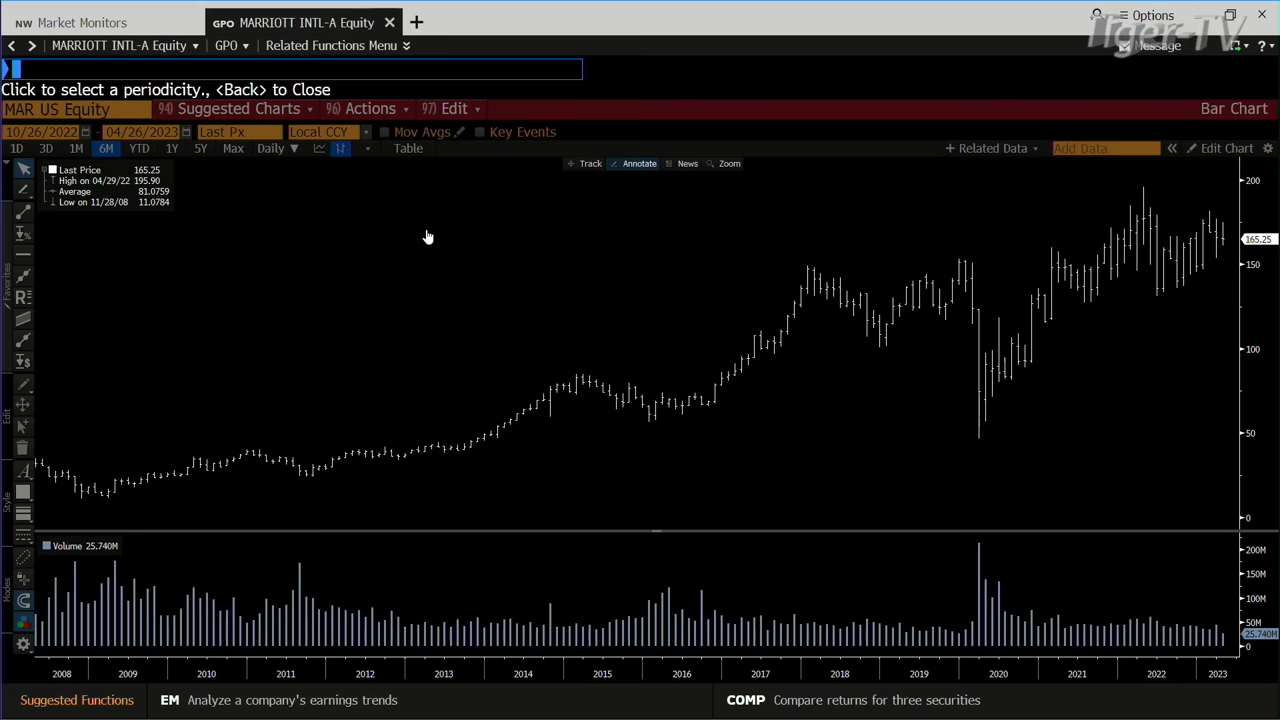 NW Market Monitors
GPO MARRIOTT INTL-A Equity
Options
Tiger-TV
MARRIOTT INTL-A Equity
GPO
Related Functions Menu
Message
?
Click to select a periodicity., <Back> to Close
MAR US Equity
94) Suggested Charts
96) Actions
97) Edit
Bar Chart
10/26/2022 - 04/26/2023
Last Px
Local CCY
Mov Avgs
Key Events
1D 3D 1M 6M YTD 1Y 5Y Max Daily ▼
Table
+ Related Data
Add Data
Edit Chart
Track
Annotate
News
Zoom
Last Price 165.25
High on 04/29/22 195.90
Average 81.0759
Low on 11/28/08 11.0784
Favorites
Edit
Style
Modes
200
165.25
150
100
50
0
Volume 25.740M
200M
150M
100M
50M
25.740M
0
2008 2009 2010 2011 2012 2013 2014 2015 2016 2017 2018 2019 2020 2021 2022 2023
Suggested Functions
EM Analyze a company's earnings trends
COMP Compare returns for three securities